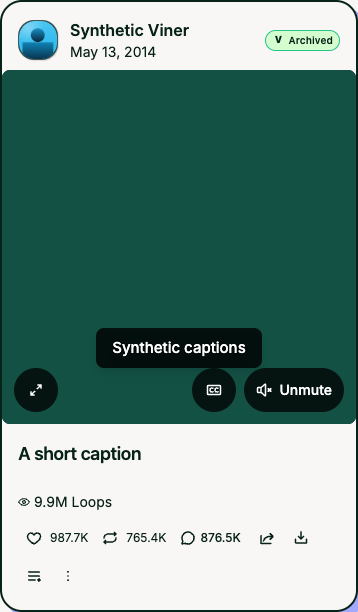 Synthetic Viner
May 13, 2014
V Archived
Synthetic captions
CC
Unmute
A short caption
9.9M Loops
987.7K 765.4K 876.5K